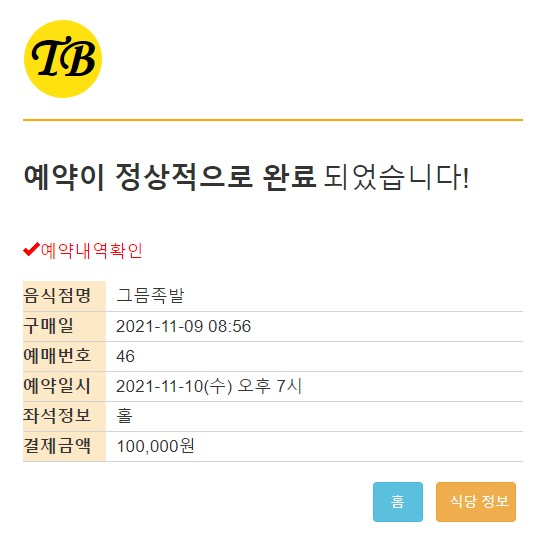 TB
예약이 정상적으로 완료 되었습니다!
예약내역확인
음식점명 그믐족발
구매일 2021-11-09 08:56
예매번호 46
예약일시 2021-11-10(수) 오후 7시
좌석정보 홀
결제금액 100,000원
홈 식당 정보